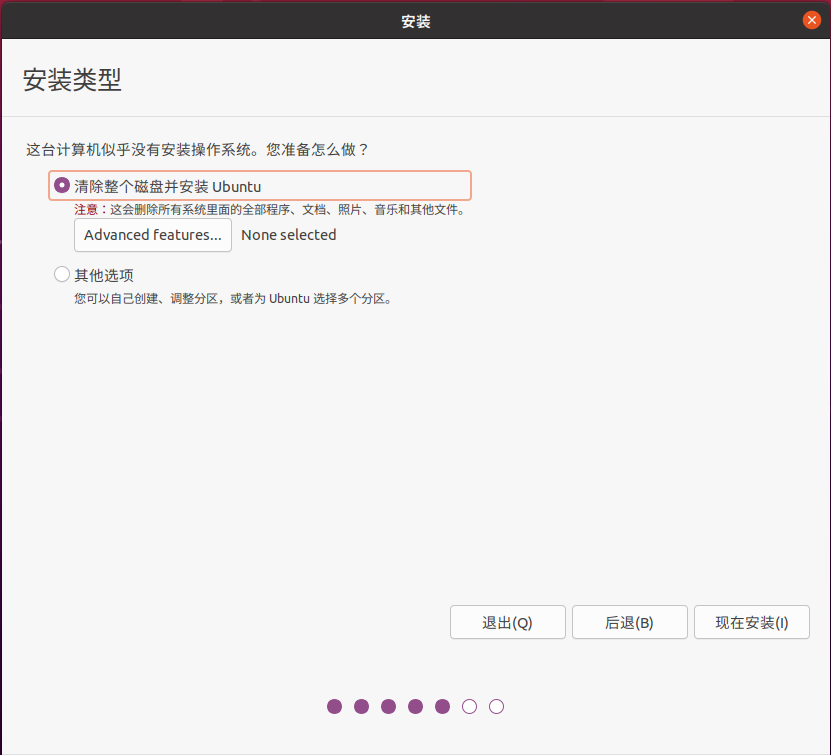 安装
安装类型
这台计算机似乎没有安装操作系统。您准备怎么做？
清除整个磁盘并安装 Ubuntu
注意：这会删除所有系统里面的全部程序、文档、照片、音乐和其他文件。
Advanced features... None selected
其他选项
您可以自己创建、调整分区，或者为 Ubuntu 选择多个分区。
退出(Q) 后退(B) 现在安装(I)